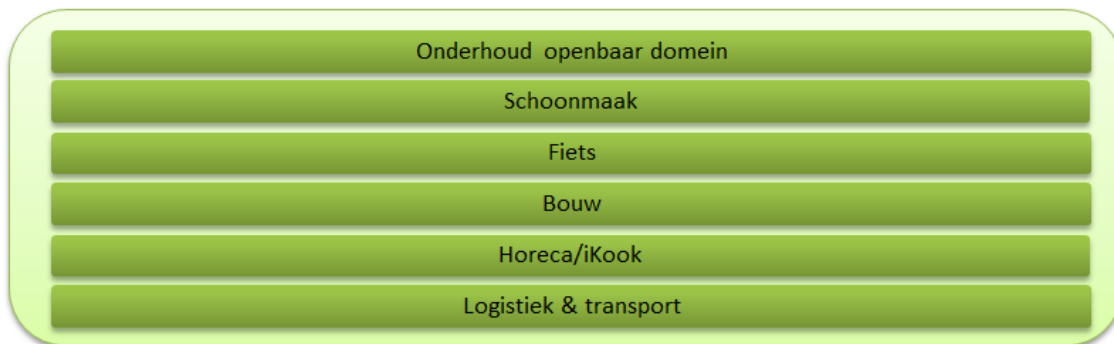 Onderhoud openbaar domein
Schoonmaak
Fiets
Bouw
Horeca/iKook
Logistiek & transport